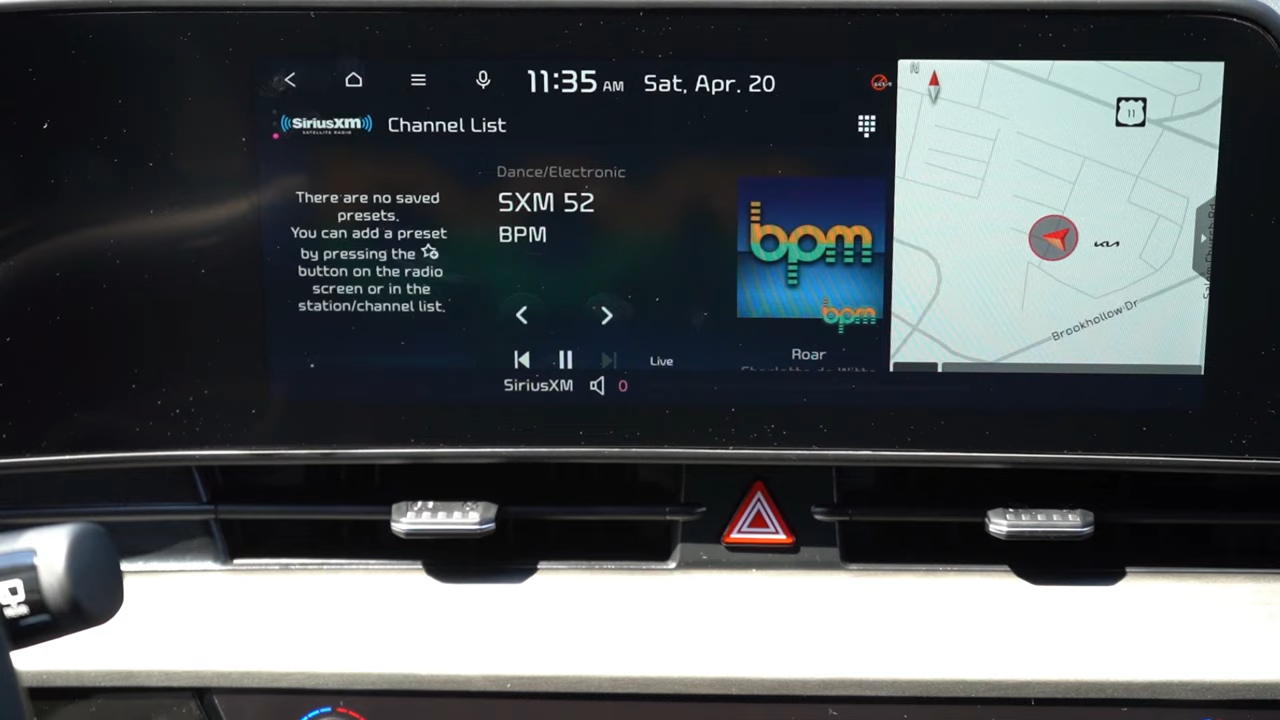 11:35 AM Sat, Apr. 20
SiriusXM Channel List
SATELLITE RADIO
There are no saved
presets.
You can add a preset
by pressing the
button on the radio
screen or in the
station/channel list.
Dance/Electronic
SXM 52
BPM
Live
SiriusXM 0
bpm
bpm
Roar
N
11
KIA
Brookhollow Dr